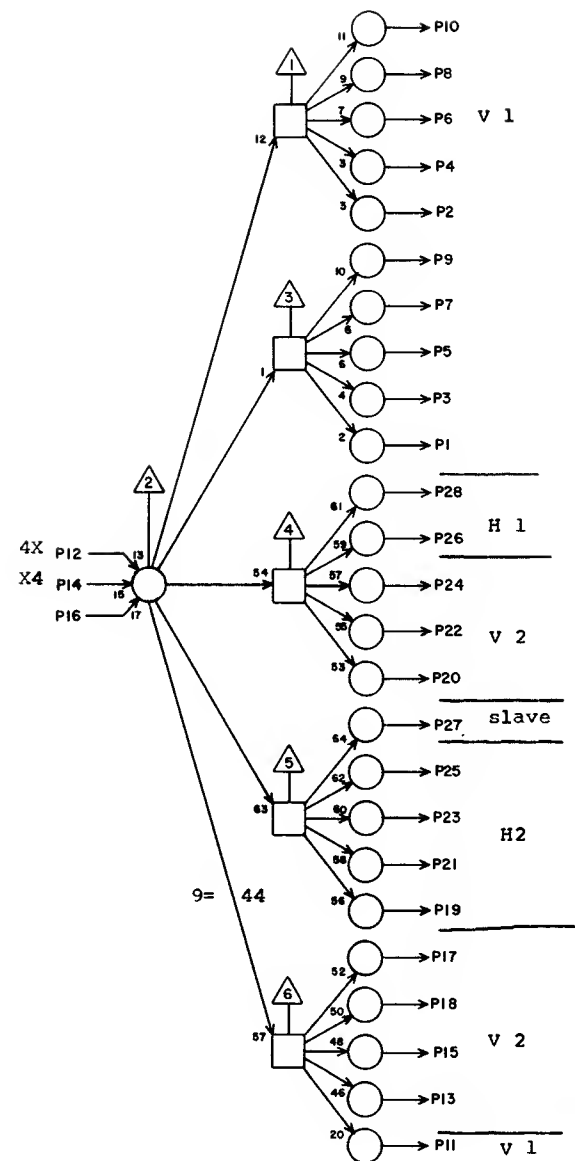 11 P10
1
9 P8
7 P6 V 1
12
3 P4
3 P2
10 P9
3
P7
P5
1
4 P3
2 P1
61 P28
H 1
2
4
59 P26
4X P12 13
54 57 P24
X4 P14 15
P16 17
55 P22
V 2
53 P20
64 P27 slave
5
62 P25
63 60 P23
H2
58 P21
9= 44
56 P19
52 P17
6
50 P18
57 48 P15 V 2
46 P13
20 P11 V 1